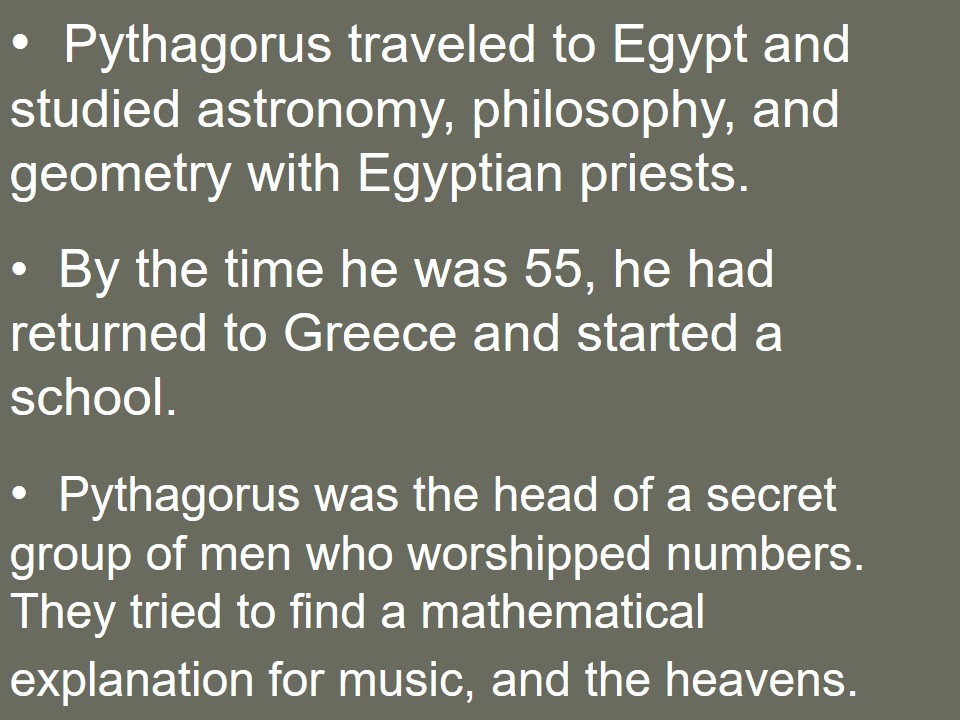 • Pythagorus traveled to Egypt and
studied astronomy, philosophy, and
geometry with Egyptian priests.
• By the time he was 55, he had
returned to Greece and started a
school.
• Pythagorus was the head of a secret
group of men who worshipped numbers.
They tried to find a mathematical
explanation for music, and the heavens.